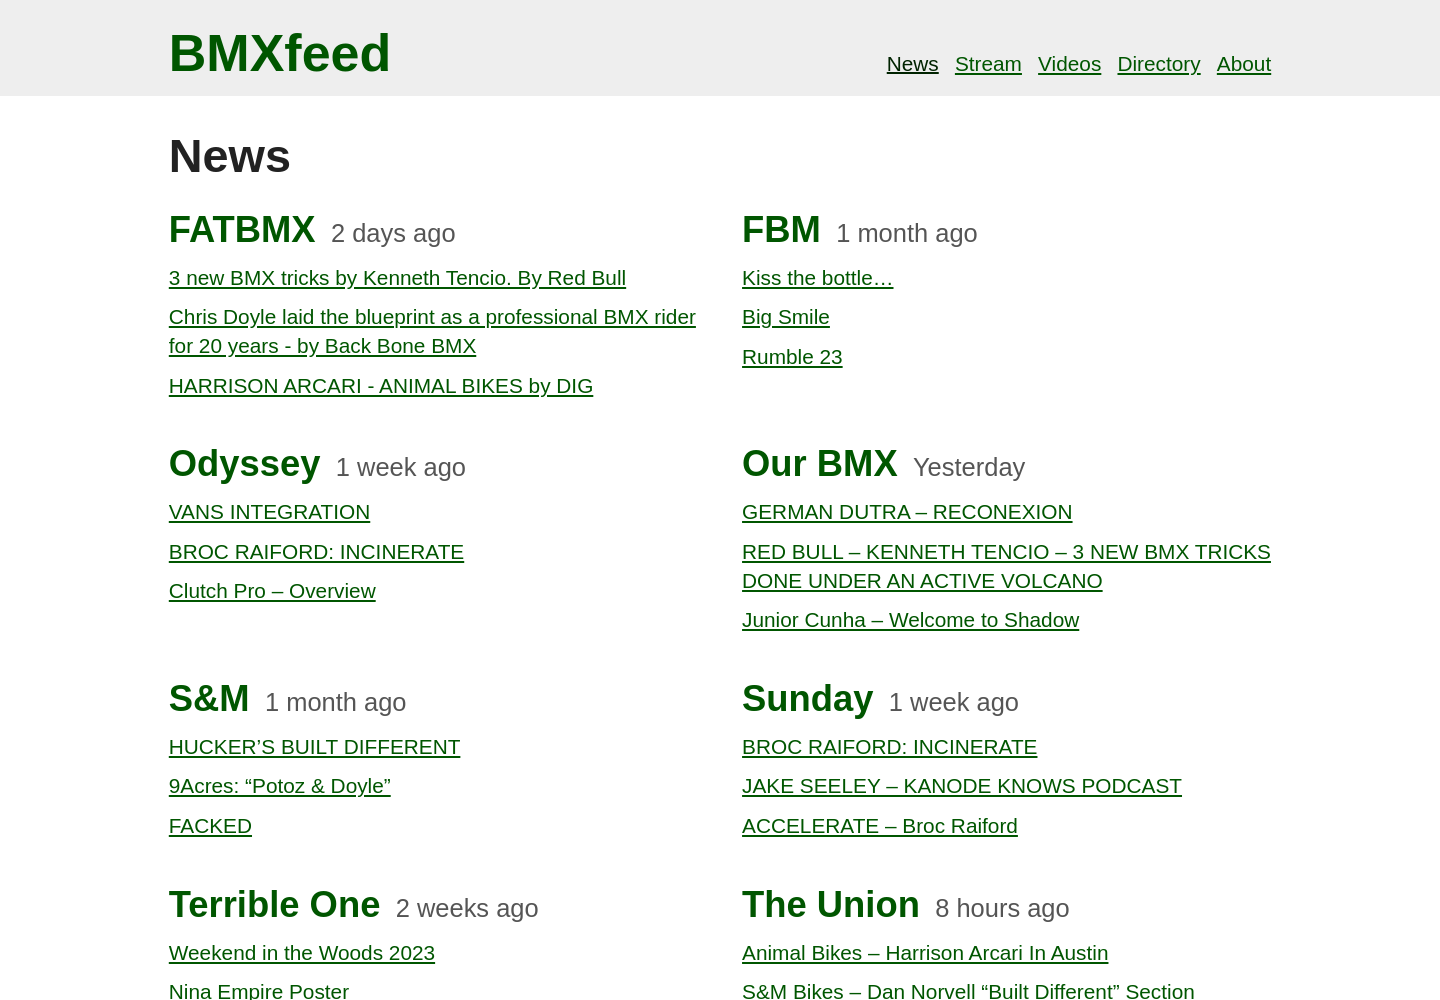 BMXfeed
News Stream Videos Directory About
News
FATBMX 2 days ago
3 new BMX tricks by Kenneth Tencio. By Red Bull
Chris Doyle laid the blueprint as a professional BMX rider
for 20 years - by Back Bone BMX
HARRISON ARCARI - ANIMAL BIKES by DIG
FBM 1 month ago
Kiss the bottle…
Big Smile
Rumble 23
Odyssey 1 week ago
VANS INTEGRATION
BROC RAIFORD: INCINERATE
Clutch Pro – Overview
Our BMX Yesterday
GERMAN DUTRA – RECONEXION
RED BULL – KENNETH TENCIO – 3 NEW BMX TRICKS
DONE UNDER AN ACTIVE VOLCANO
Junior Cunha – Welcome to Shadow
S&M 1 month ago
HUCKER’S BUILT DIFFERENT
9Acres: “Potoz & Doyle”
FACKED
Sunday 1 week ago
BROC RAIFORD: INCINERATE
JAKE SEELEY – KANODE KNOWS PODCAST
ACCELERATE – Broc Raiford
Terrible One 2 weeks ago
Weekend in the Woods 2023
Nina Empire Poster
The Union 8 hours ago
Animal Bikes – Harrison Arcari In Austin
S&M Bikes – Dan Norvell “Built Different” Section